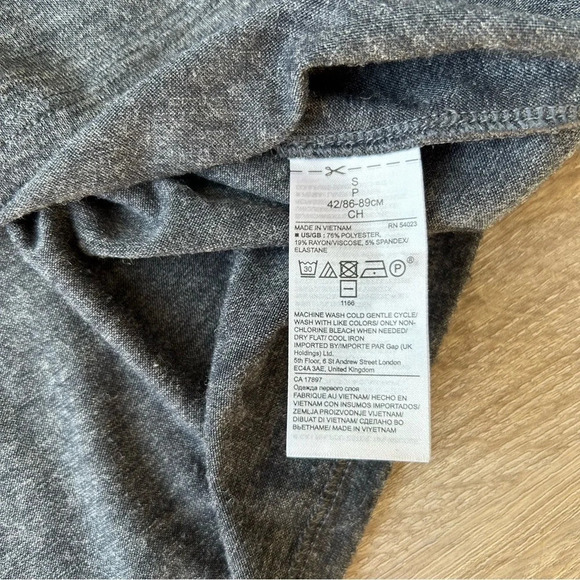 S
P
42/86-89CM
CH
MADE IN VIETNAM RN 54023
■ US/GB : 76% POLYESTER,
19% RAYON/VISCOSE, 5% SPANDEX/
ELASTANE
30 P ®
1166
MACHINE WASH COLD GENTLE CYCLE/
WASH WITH LIKE COLORS/ ONLY NON-
CHLORINE BLEACH WHEN NEEDED/
DRY FLAT/ COOL IRON
IMPORTED BY/IMPORTE PAR Gap (UK
Holdings) Ltd.
5th Floor, 6 St Andrew Street London
EC4A 3AE, United Kingdom
CA 17897
Одежда первого слоя
FABRIQUE AU VIETNAM/ HECHO EN
VIETNAM CON INSUMOS IMPORTADOS/
ZEMLJA PROIZVODNJE VIJETNAM/
DIBUAT DI VIETNAM/ СДЕЛАНО ВО
ВЬЕТНАМЕ/ MADE IN VIYETNAM